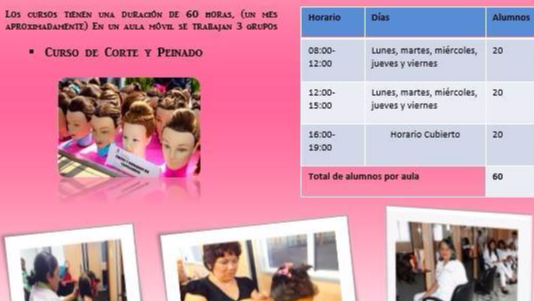 Los cursos tienen una duración de 60 horas, (un mes
aproximadamente) En un aula móvil se trabajan 3 grupos
▪ Curso de Corte y Peinado
Horario Días Alumnos
08:00- Lunes, martes, miércoles, 20
12:00 jueves y viernes
12:00- Lunes, martes, miércoles, 20
15:00 jueves y viernes
16:00- Horario Cubierto 20
19:00
Total de alumnos por aula 60